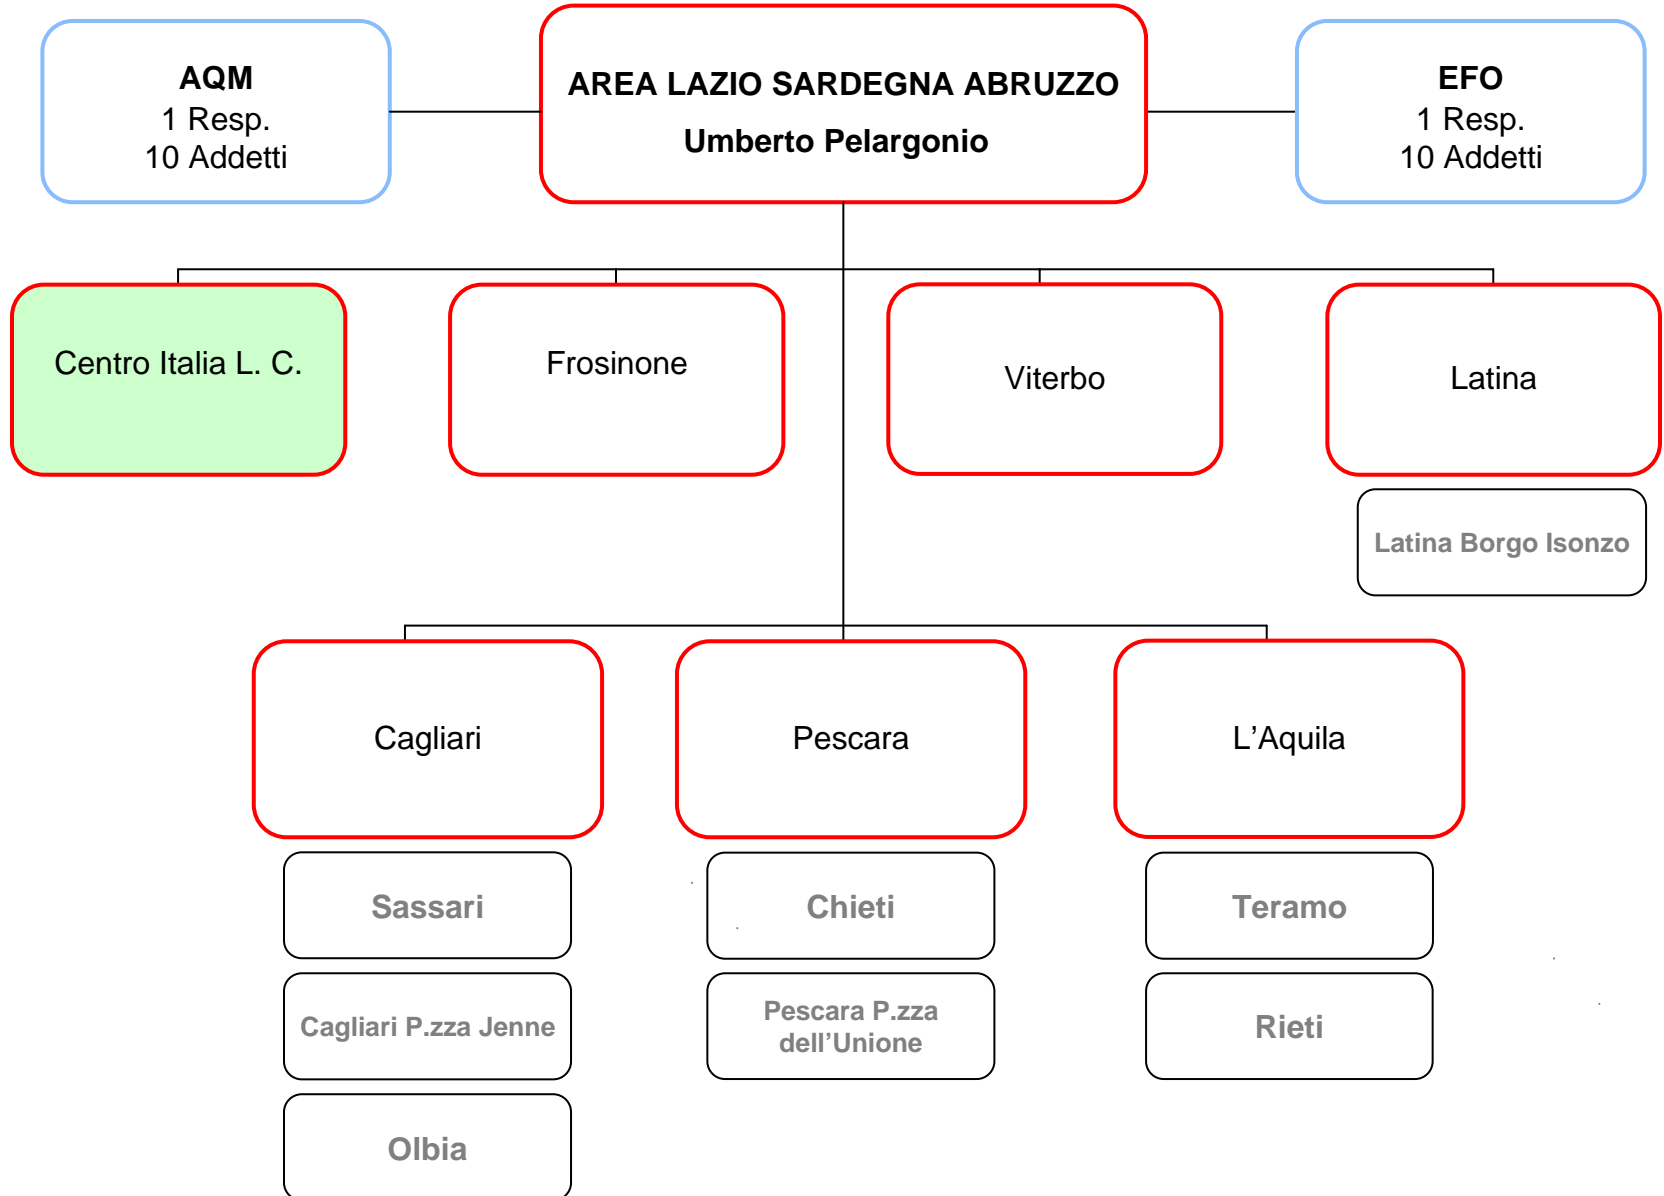 AQM
1 Resp.
10 Addetti
AREA LAZIO SARDEGNA ABRUZZO
Umberto Pelargonio
EFO
1 Resp.
10 Addetti
Centro Italia L. C.
Frosinone
Viterbo
Latina
Latina Borgo Isonzo
Cagliari
Pescara
L’Aquila
Sassari
Chieti
Teramo
Cagliari P.zza Jenne
Pescara P.zza
dell’Unione
Rieti
Olbia